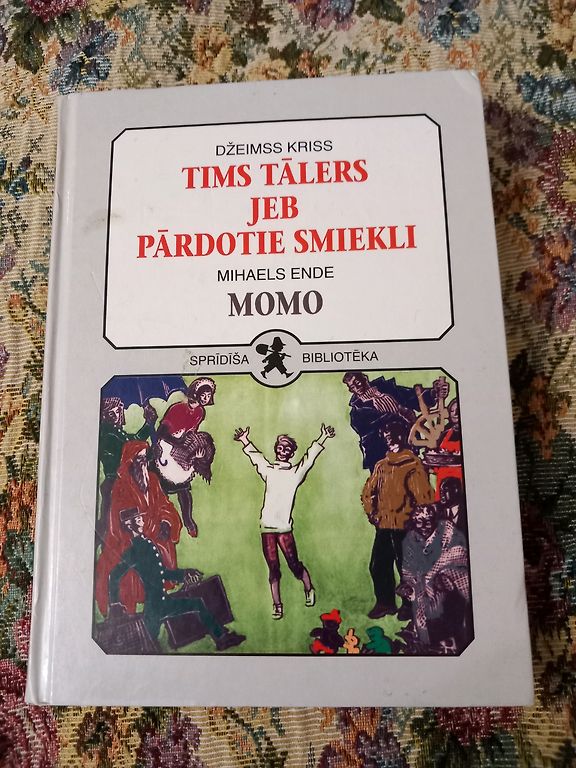 DŽEIMSS KRISS
TIMS TĀLERS
JEB
PĀRDOTIE SMIEKLI
MIHAELS ENDE
MOMO
SPRĪDĪŠA BIBLIOTĒKA